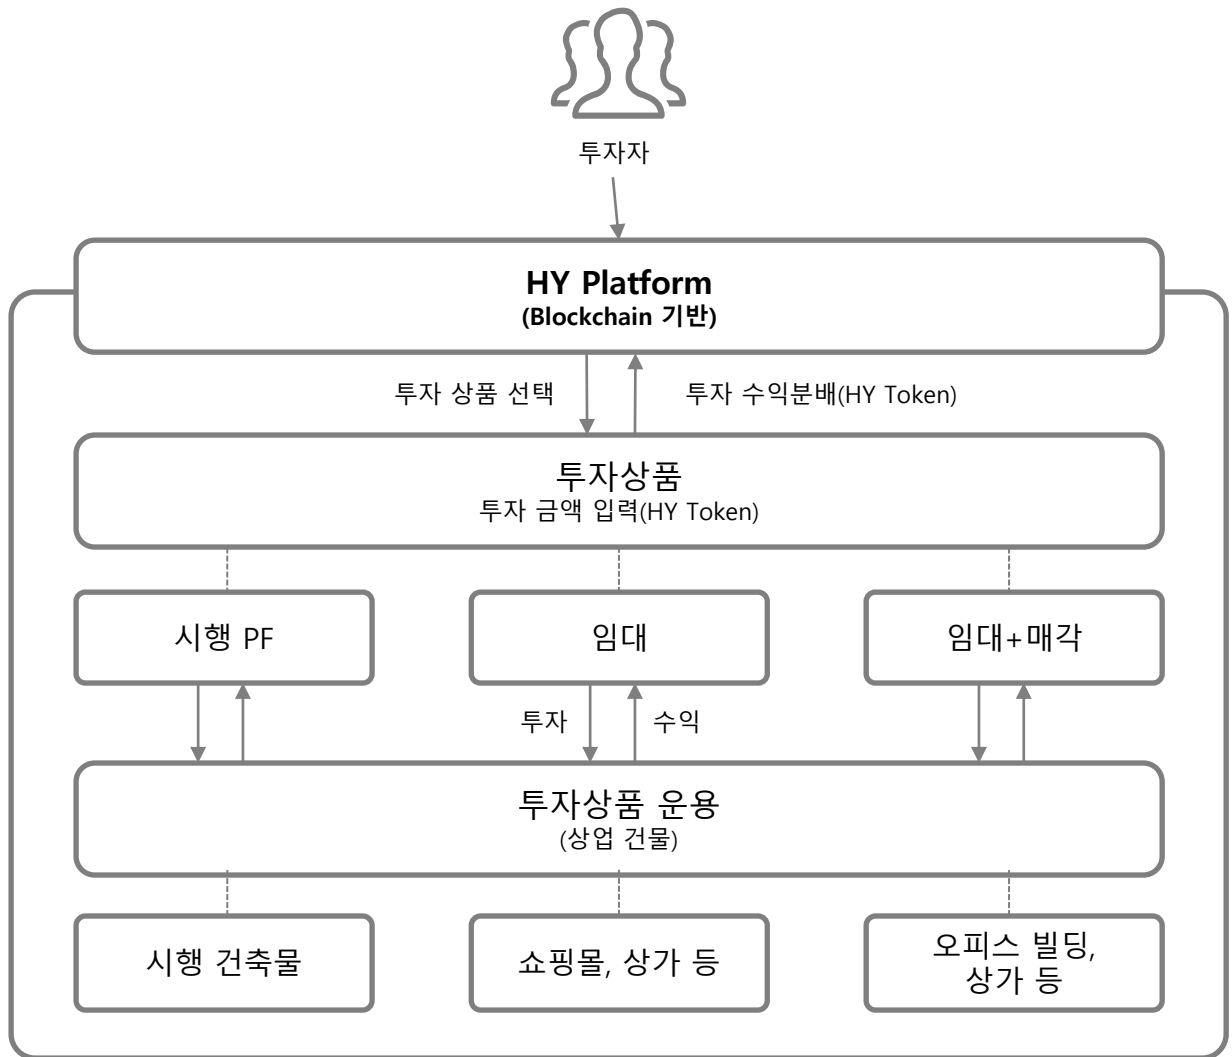 투자자
HY Platform
(Blockchain 기반)
투자 상품 선택
투자 수익분배(HY Token)
투자상품
투자 금액 입력(HY Token)
시행 PF
임대
임대+매각
투자
수익
투자상품 운용
(상업 건물)
시행 건축물
쇼핑몰, 상가 등
오피스 빌딩,
상가 등